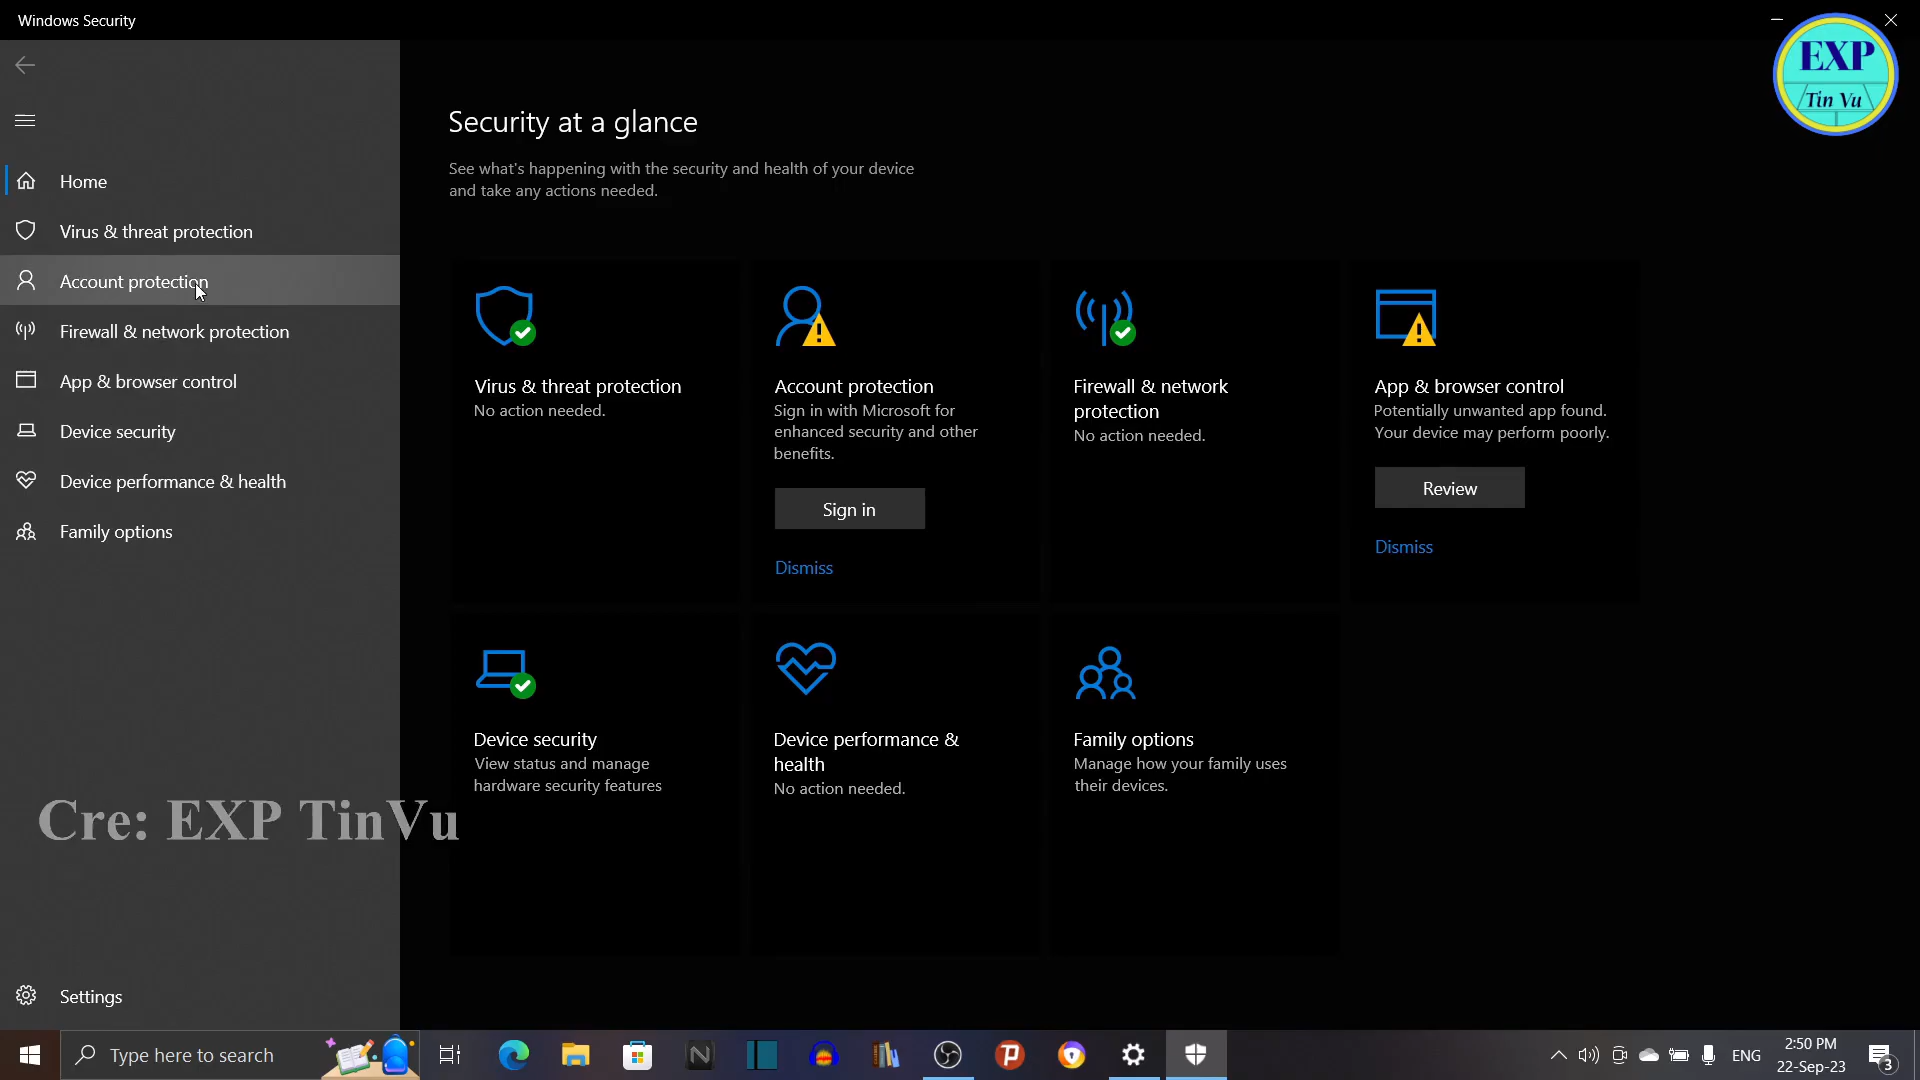 Windows Security
EXP
Tin Vu
Security at a glance
See what's happening with the security and health of your device
and take any actions needed.
Home
Virus & threat protection
Account protection
Firewall & network protection
App & browser control
Device security
Device performance & health
Family options
Virus & threat protection
No action needed.
Account protection
Sign in with Microsoft for
enhanced security and other
benefits.
Sign in
Dismiss
Firewall & network
protection
No action needed.
App & browser control
Potentially unwanted app found.
Your device may perform poorly.
Review
Dismiss
Device security
View status and manage
hardware security features
Device performance &
health
No action needed.
Family options
Manage how your family uses
their devices.
Cre: EXP TinVu
Settings
Type here to search
ENG
2:50 PM
22-Sep-23
3